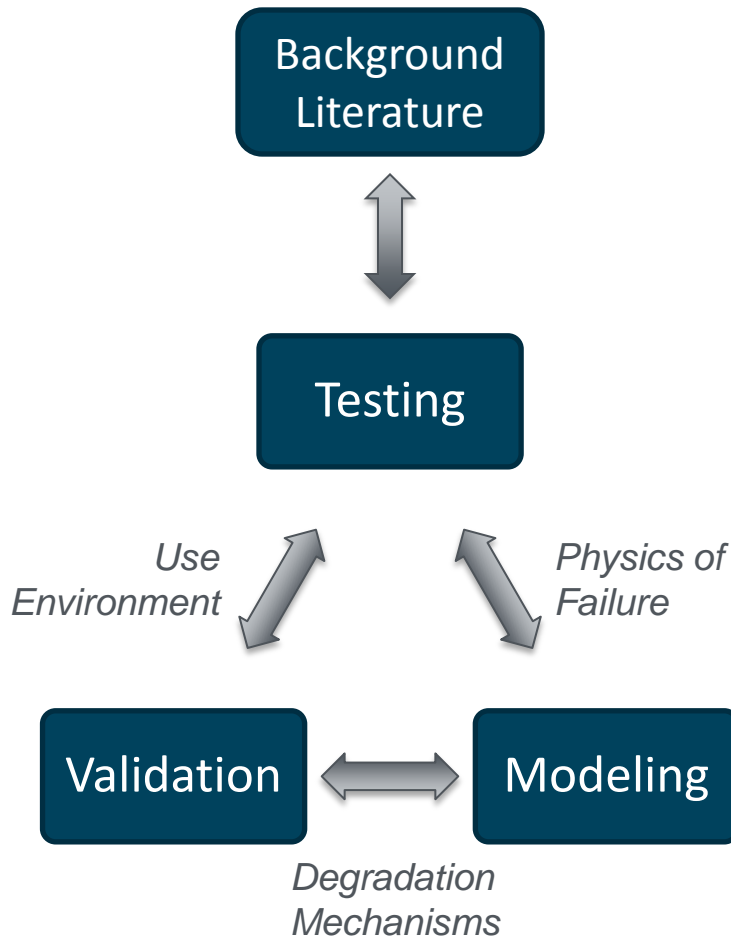 Background
Literature
Testing
Use
Environment
Physics of
Failure
Validation
Modeling
Degradation
Mechanisms